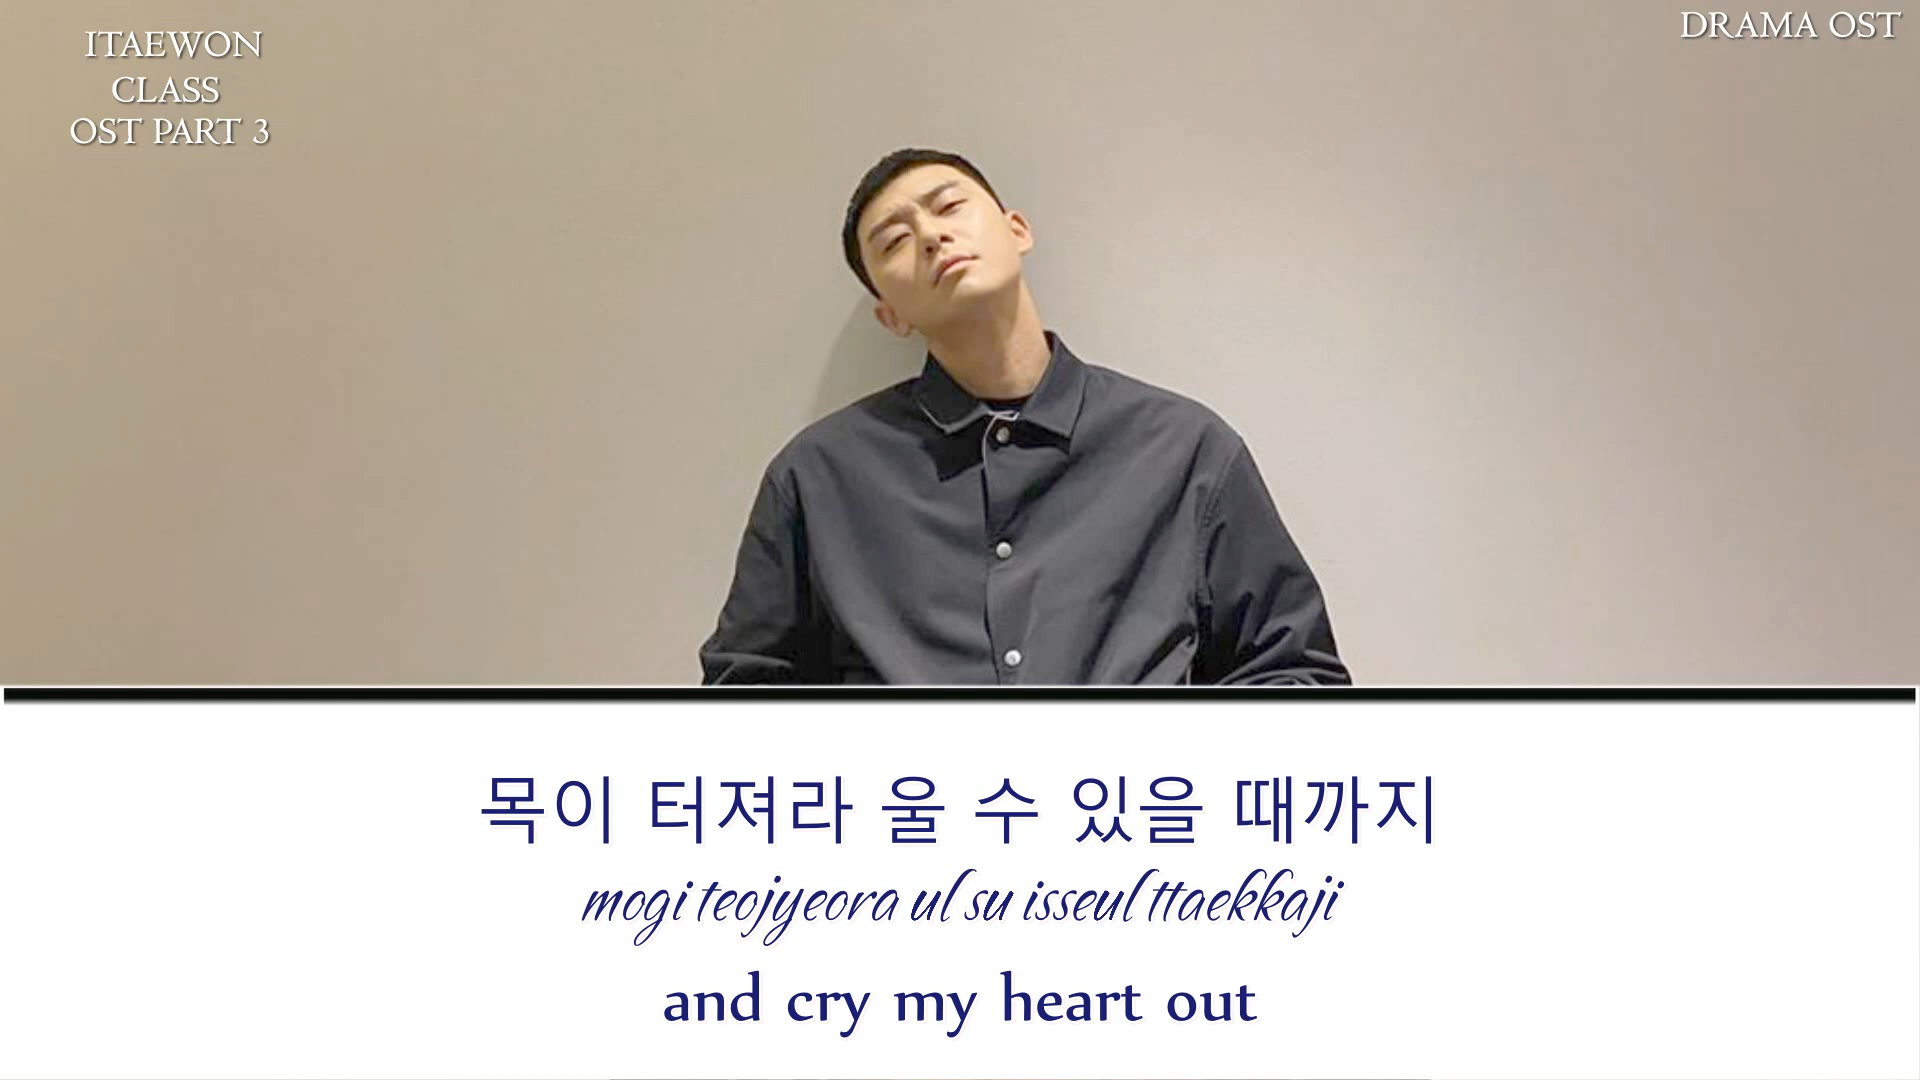 ITAEWON
CLASS
OST PART 3
DRAMA OST
목이 터져라 울 수 있을 때까지
mogi teojyeora ul su isseul ttaekkaji
and cry my heart out